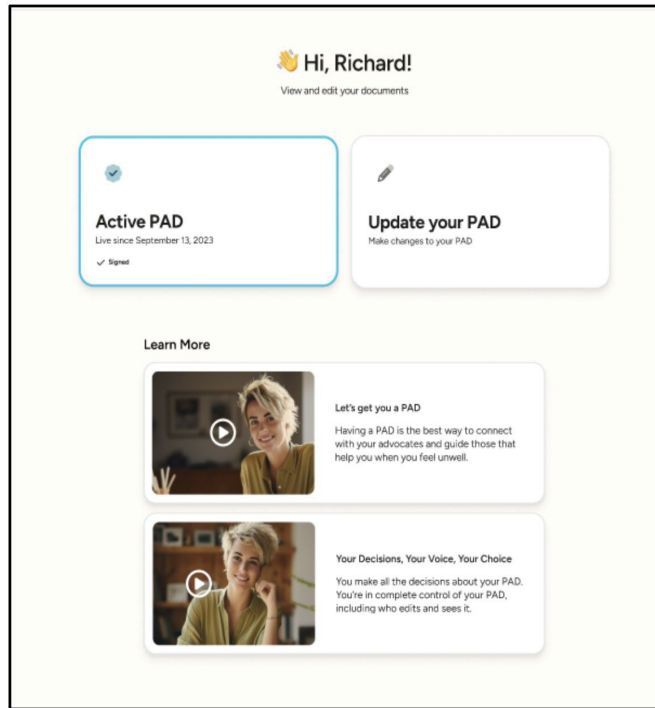 👋 Hi, Richard!
View and edit your documents
Active PAD
Live since September 13, 2023
✓ Signed
Update your PAD
Make changes to your PAD
Learn More
Let's get you a PAD
Having a PAD is the best way to connect
with your advocates and guide those that
help you when you feel unwell.
Your Decisions, Your Voice, Your Choice
You make all the decisions about your PAD.
You're in complete control of your PAD,
including who edits and sees it.